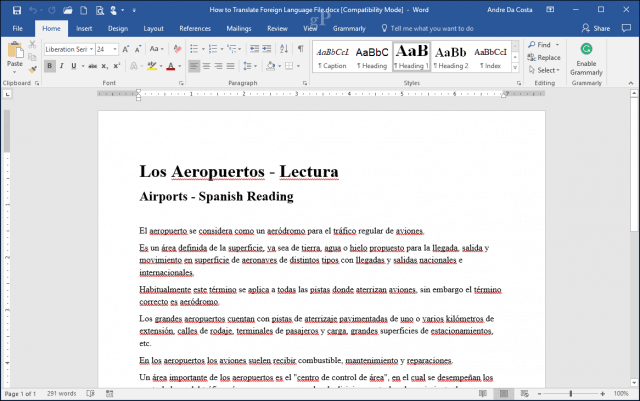 How to Translate Foreign Language File.docx [Compatibility Mode] - Word
Andre Da Costa
gP
File Home Insert Draw Design Layout References Mailings Review View Grammarly Tell me what you want to do
Share
Liberation Seri 24
Paste
B I U abc x₂ x² A
Clipboard Font Paragraph Styles Editing Grammarly
AaBbCcI AaBbC AaB AaBb AaBbCcI
¶ Caption ¶ Heading ¶ Heading 1 ¶ Heading 2 ¶ Index
Find
Replace
Select
Enable
Grammarly
1 2 3 4 5 6 7
Los Aeropuertos - Lectura
Airports - Spanish Reading
El aeropuerto se considera como un aeródromo para el tráfico regular de aviones.
Es un área definida de la superficie, ya sea de tierra, agua o hielo propuesto para la llegada, salida y
movimiento en superficie de aeronaves de distintos tipos con llegadas y salidas nacionales e
internacionales.
Habitualmente este término se aplica a todas las pistas donde aterrizan aviones, sin embargo el término
correcto es aeródromo.
Los grandes aeropuertos cuentan con pistas de aterrizaje pavimentadas de uno o varios kilómetros de
extensión, calles de rodaje, terminales de pasajeros y carga, grandes superficies de estacionamientos,
etc.
En los aeropuertos los aviones suelen recibir combustible, mantenimiento y reparaciones.
Un área importante de los aeropuertos es el "centro de control de área", en el cual se desempeñan los
Page 1 of 1 291 words 100%